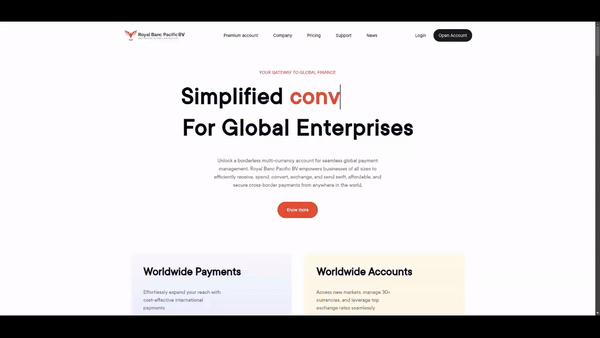 Royal Banc Pacific BV
Premium account
Company
Pricing
Support
News
Login
Open Account
YOUR GATEWAY TO GLOBAL FINANCE
Simplified conv
For Global Enterprises
Unlock a borderless multi-currency account for seamless global payment
management. Royal Banc Pacific BV empowers businesses of all sizes to
efficiently receive, spend, convert, exchange, and send swift, affordable, and
secure cross-border payments from anywhere in the world.
Know more
Worldwide Payments
Effortlessly expand your reach with
cost-effective international
payments
Worldwide Accounts
Access new markets, manage 30+
currencies, and leverage top
exchange rates seamlessly